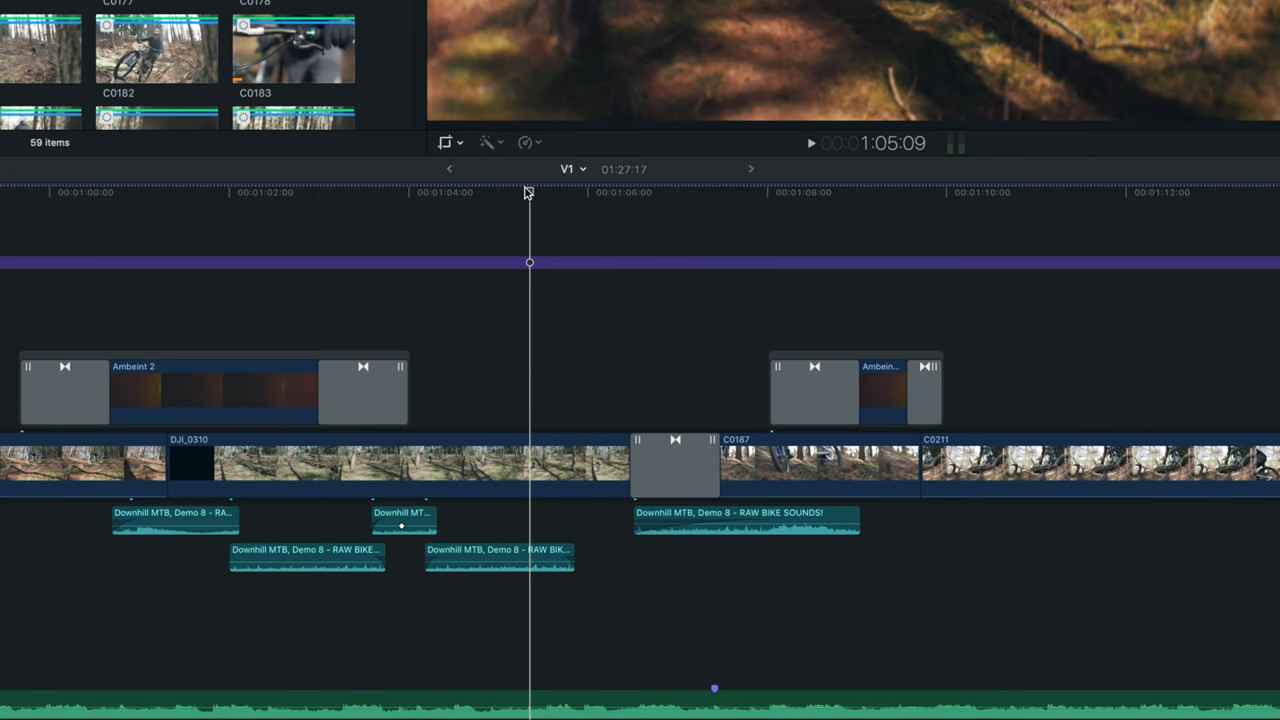 C0177
C0178
C0182
C0183
59 items
00:00:1:05:09
V1
01:27:17
00:01:00:00
00:01:02:00
00:01:04:00
00:01:06:00
00:01:08:00
00:01:10:00
00:01:12:00
Ambeint 2
Ambein...
DJI_0310
C0187
C0211
Downhill MTB, Demo 8 - RA...
Downhill MT...
Downhill MTB, Demo 8 - RAW BIKE SOUNDS!
Downhill MTB, Demo 8 - RAW BIKE...
Downhill MTB, Demo 8 - RAW BIK...